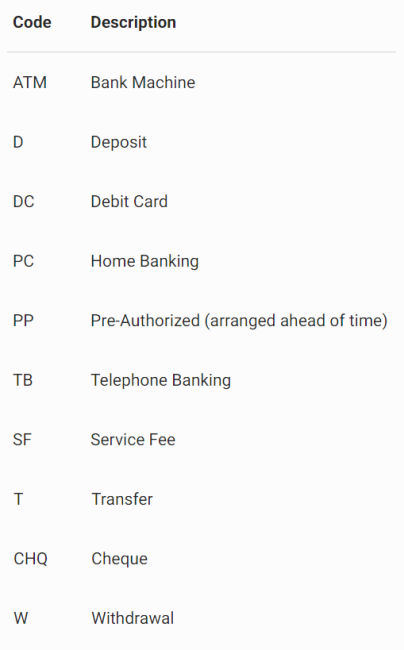 Code Description
ATM Bank Machine
D Deposit
DC Debit Card
PC Home Banking
PP Pre-Authorized (arranged ahead of time)
TB Telephone Banking
SF Service Fee
T Transfer
CHQ Cheque
W Withdrawal